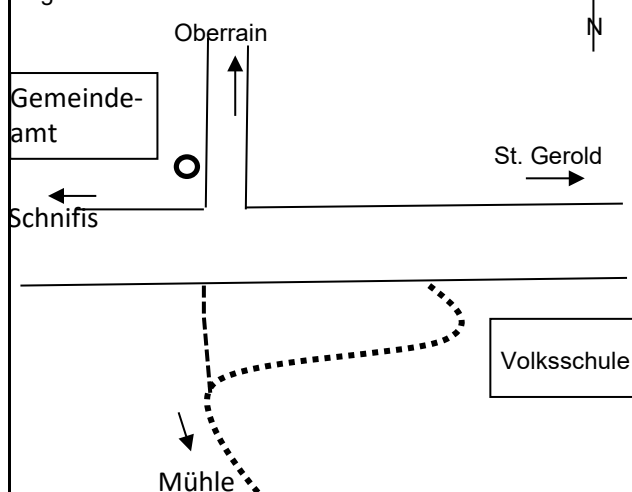 Oberrain
N
Gemeinde-
amt
St. Gerold
Schnifis
Volksschule
Mühle